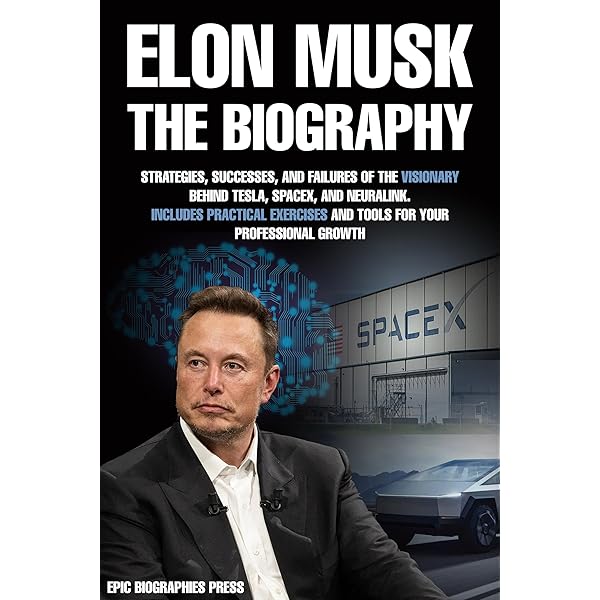 ELON MUSK
THE BIOGRAPHY
STRATEGIES, SUCCESSES, AND FAILURES OF THE VISIONARY
BEHIND TESLA, SPACEX, AND NEURALINK.
INCLUDES PRACTICAL EXERCISES AND TOOLS FOR YOUR
PROFESSIONAL GROWTH
SPACEX
EPIC BIOGRAPHIES PRESS